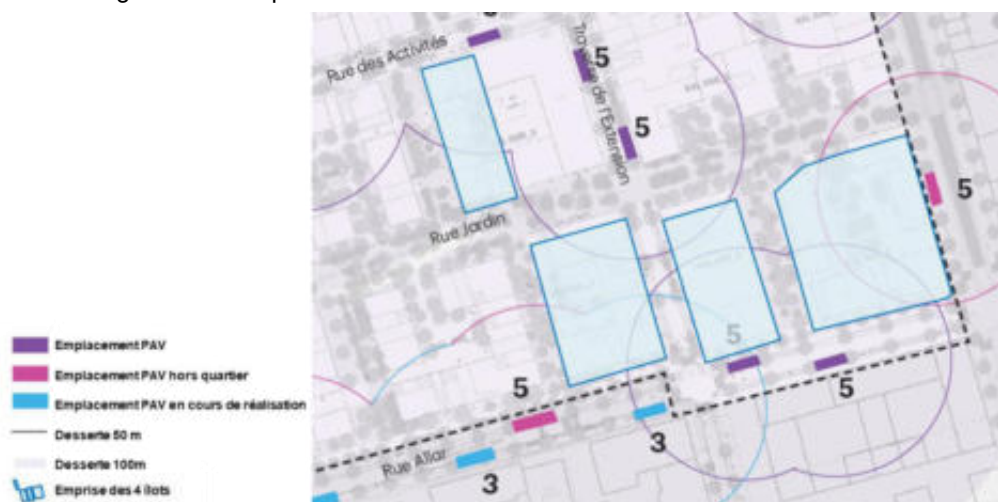 Rue des Activités
5
Traverse de l'Extension
5
5
Rue Jardin
5
5
5
3
Rue Allar
3
Emplacement PAV
Emplacement PAV hors quartier
Emplacement PAV en cours de réalisation
Desserte 50 m
Desserte 100m
Emprise des 4 îlots